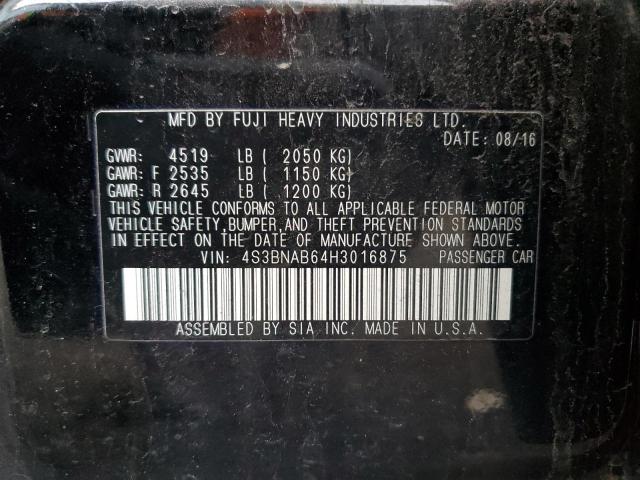 MFD BY FUJI HEAVY INDUSTRIES LTD.
DATE: 08/16
GVWR: 4519 LB ( 2050 KG)
GAWR: F 2535 LB ( 1150 KG)
GAWR: R 2645 LB ( 1200 KG)
THIS VEHICLE CONFORMS TO ALL APPLICABLE FEDERAL MOTOR
VEHICLE SAFETY, BUMPER, AND THEFT PREVENTION STANDARDS
IN EFFECT ON THE DATE OF MANUFACTURE SHOWN ABOVE.
VIN: 4S3BNAB64H3016875 PASSENGER CAR
ASSEMBLED BY SIA INC. MADE IN U.S.A.